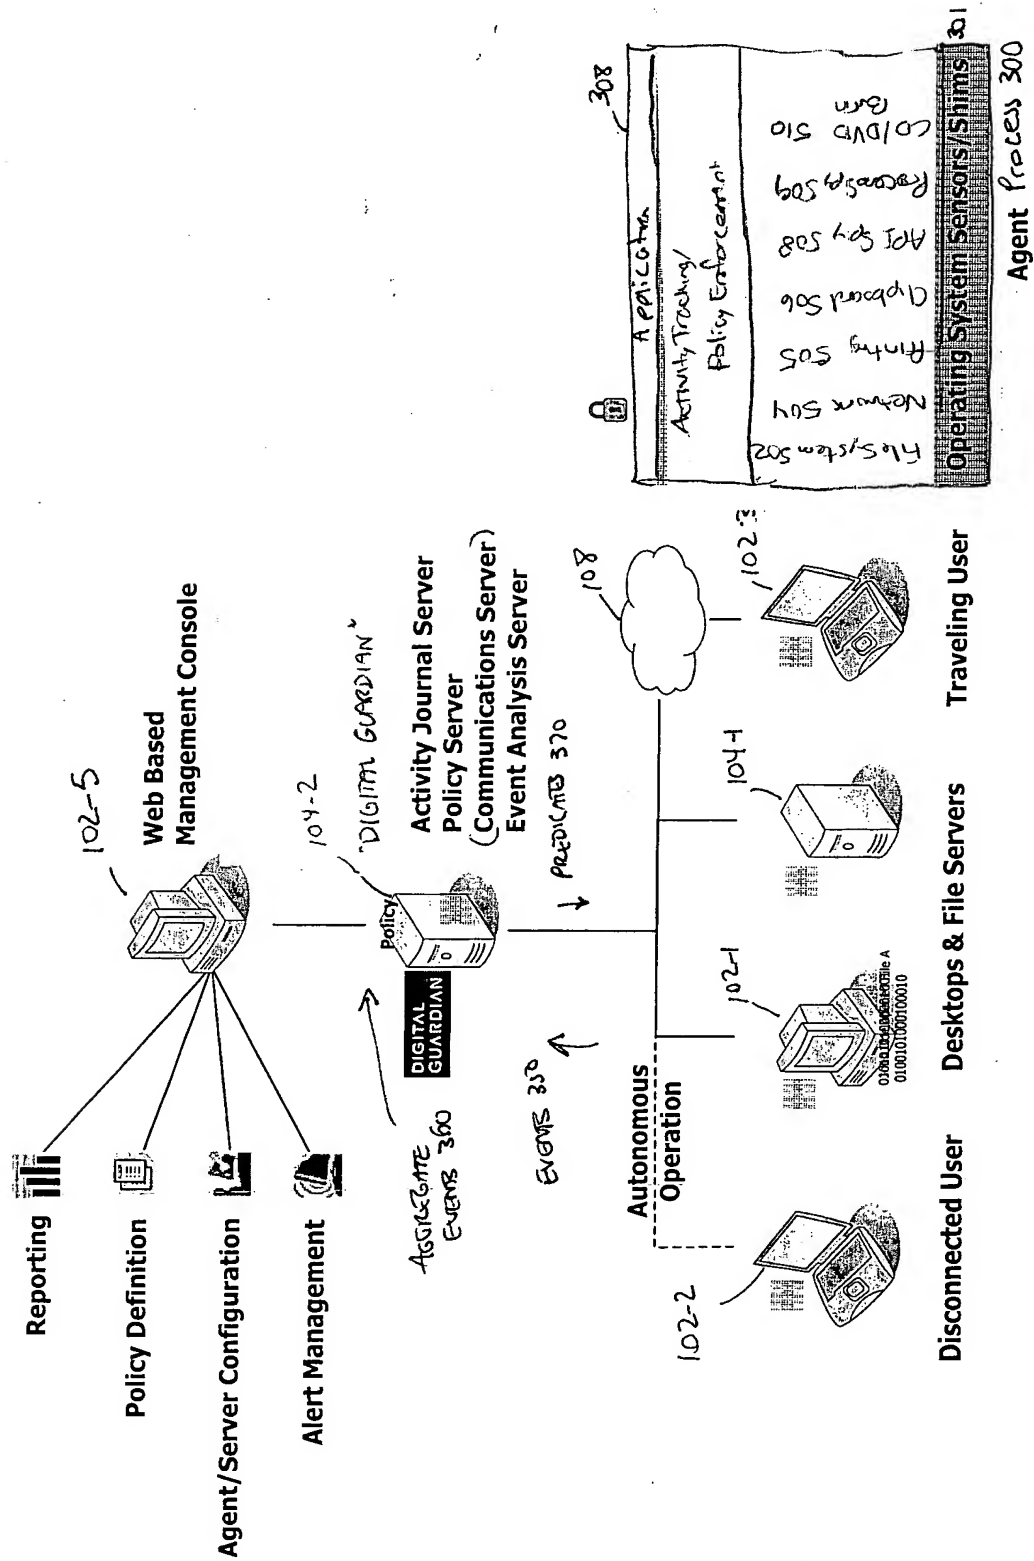 Reporting
Policy Definition
Agent/Server Configuration
Alert Management
102-5
Web Based
Management Console
104-2
"DIGITAL GUARDIAN"
Policy
DIGITAL
GUARDIAN
Activity Journal Server
Policy Server
(Communications Server)
Event Analysis Server
AGGREGATE
EVENTS 360
EVENTS 350
PREDICATES 370
Autonomous
Operation
108
102-2
102-1
104-1
102-3
010010100010100010
Disconnected User
Desktops & File Servers
Traveling User
308
Application
Activity Tracking/
Policy Enforcement
File System 502
Network 504
Printing 505
Clipboard 506
API Spy 508
Process Spy 509
CD/DVD 510
Burn
Operating System Sensors/Shims 301
Agent Process 300